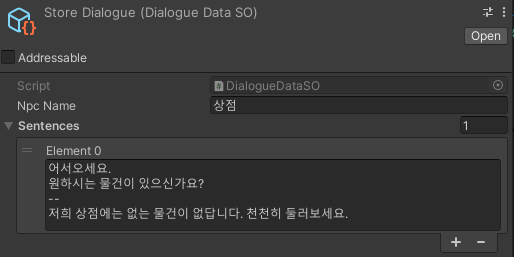 Store Dialogue (Dialogue Data SO)
Open
Addressable
Script
DialogueDataSO
Npc Name
상점
Sentences
1
Element 0
어서오세요.
원하시는 물건이 있으신가요?
--
저희 상점에는 없는 물건이 없답니다. 천천히 둘러보세요.